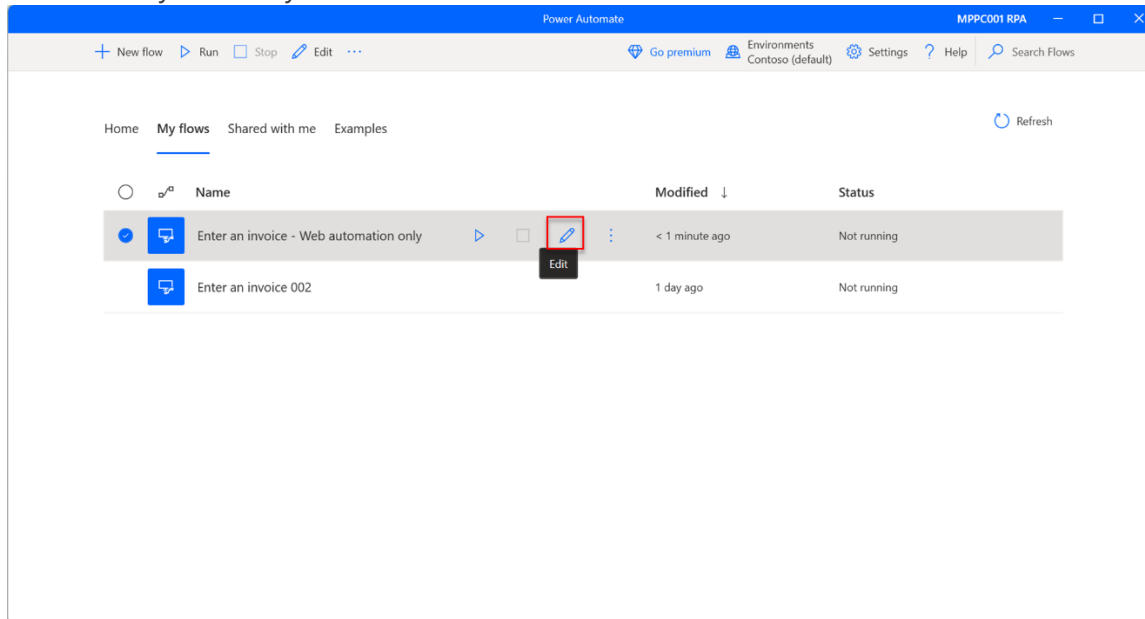 Power Automate
MPPC001 RPA
New flow Run Stop Edit ...
Go premium
Environments
Contoso (default)
Settings ? Help Search Flows
Home My flows Shared with me Examples
Refresh
Name Modified ↓ Status
Enter an invoice - Web automation only < 1 minute ago Not running
Edit
Enter an invoice 002 1 day ago Not running